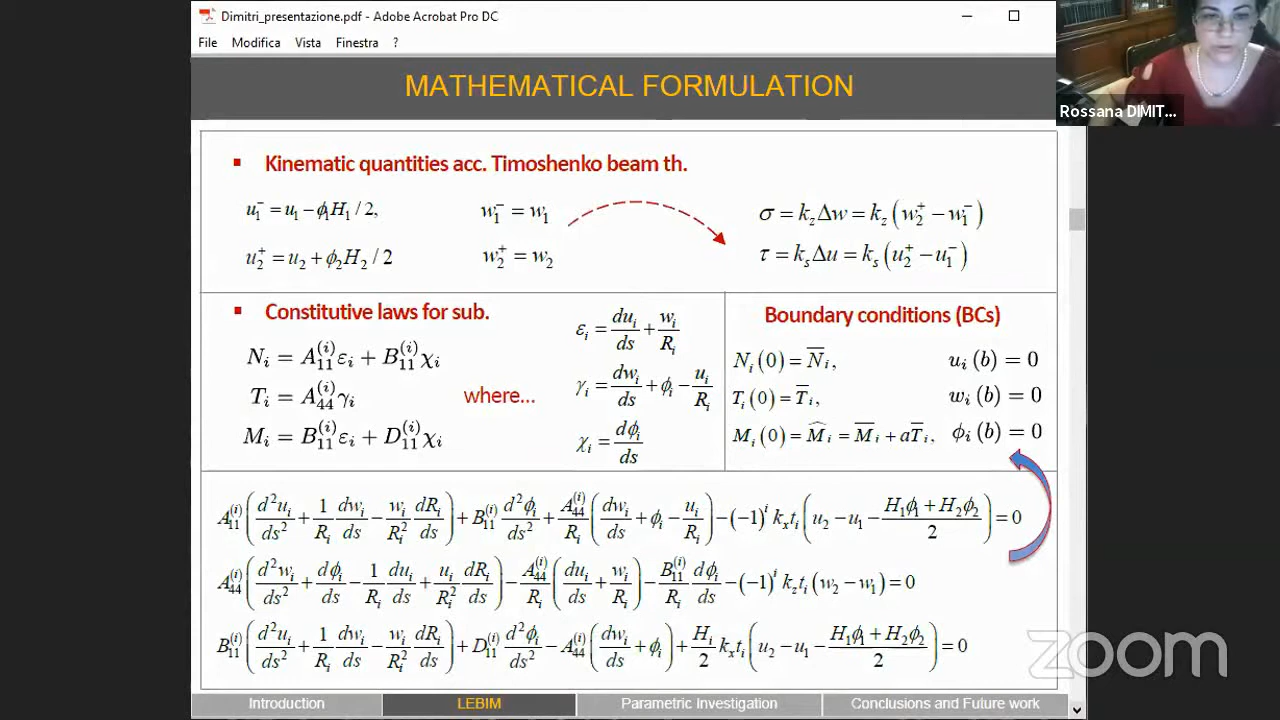 Dimitri_presentazione.pdf - Adobe Acrobat Pro DC
File Modifica Vista Finestra ?
MATHEMATICAL FORMULATION
Rossana DIMIT...
▪ Kinematic quantities acc. Timoshenko beam th.
u₁⁻ = u₁ − ϕ₁H₁ / 2, w₁⁻ = w₁ σ = k_z Δw = k_z (w₂⁺ − w₁⁻)
u₂⁺ = u₂ + ϕ₂H₂ / 2 w₂⁺ = w₂ τ = k_s Δu = k_s (u₂⁺ − u₁⁻)
▪ Constitutive laws for sub.
N_i = A₁₁^(i) ε_i + B₁₁^(i) χ_i
T_i = A₄₄^(i) γ_i
M_i = B₁₁^(i) ε_i + D₁₁^(i) χ_i
where...
ε_i = du_i/ds + w_i/R_i
γ_i = dw_i/ds + ϕ_i − u_i/R_i
χ_i = dϕ_i/ds
Boundary conditions (BCs)
N_i (0) = N̅_i, u_i (b) = 0
T_i (0) = T̅_i, w_i (b) = 0
M_i (0) = M̂_i = M̅_i + aT̅_i, ϕ_i (b) = 0
A₁₁^(i) (d²u_i/ds² + 1/R_i dw_i/ds − w_i/R_i² dR_i/ds) + B₁₁^(i) d²ϕ_i/ds² + A₄₄^(i)/R_i (dw_i/ds + ϕ_i − u_i/R_i) − (−1)^i k_x t_i (u₂ − u₁ − (H₁ϕ₁ + H₂ϕ₂)/2) = 0
A₄₄^(i) (d²w_i/ds² + dϕ_i/ds − 1/R_i du_i/ds + u_i/R_i² dR_i/ds) − A₄₄^(i)/R_i (du_i/ds + w_i/R_i) − B₁₁^(i)/R_i dϕ_i/ds − (−1)^i k_z t_i (w₂ − w₁) = 0
B₁₁^(i) (d²u_i/ds² + 1/R_i dw_i/ds − w_i/R_i² dR_i/ds) + D₁₁^(i) d²ϕ_i/ds² − A₄₄^(i) (dw_i/ds + ϕ_i) + H_i/2 k_x t_i (u₂ − u₁ − (H₁ϕ₁ + H₂ϕ₂)/2) = 0
zoom
Introduction LEBIM Parametric Investigation Conclusions and Future work